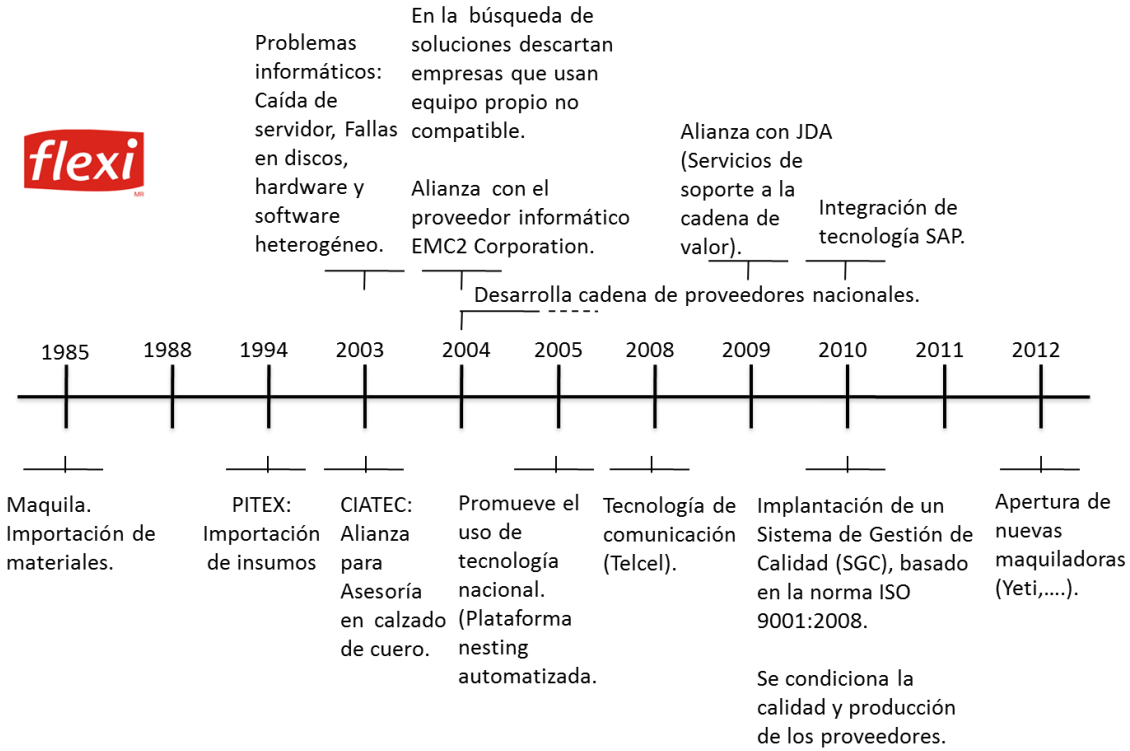 flexi
MR
Problemas
informáticos:
Caída de
servidor, Fallas
en discos,
hardware y
software
heterogéneo.
En la búsqueda de
soluciones descartan
empresas que usan
equipo propio no
compatible.
Alianza con el
proveedor informático
EMC2 Corporation.
Alianza con JDA
(Servicios de
soporte a la
cadena de
valor).
Integración de
tecnología SAP.
Desarrolla cadena de proveedores nacionales.
1985 1988 1994 2003 2004 2005 2008 2009 2010 2011 2012
Maquila.
Importación de
materiales.
PITEX:
Importación
de insumos
CIATEC:
Alianza
para
Asesoría
en calzado
de cuero.
Promueve el
uso de
tecnología
nacional.
(Plataforma
nesting
automatizada.
Tecnología de
comunicación
(Telcel).
Implantación de un
Sistema de Gestión de
Calidad (SGC), basado
en la norma ISO
9001:2008.
Se condiciona la
calidad y producción
de los proveedores.
Apertura de
nuevas
maquiladoras
(Yeti,....).